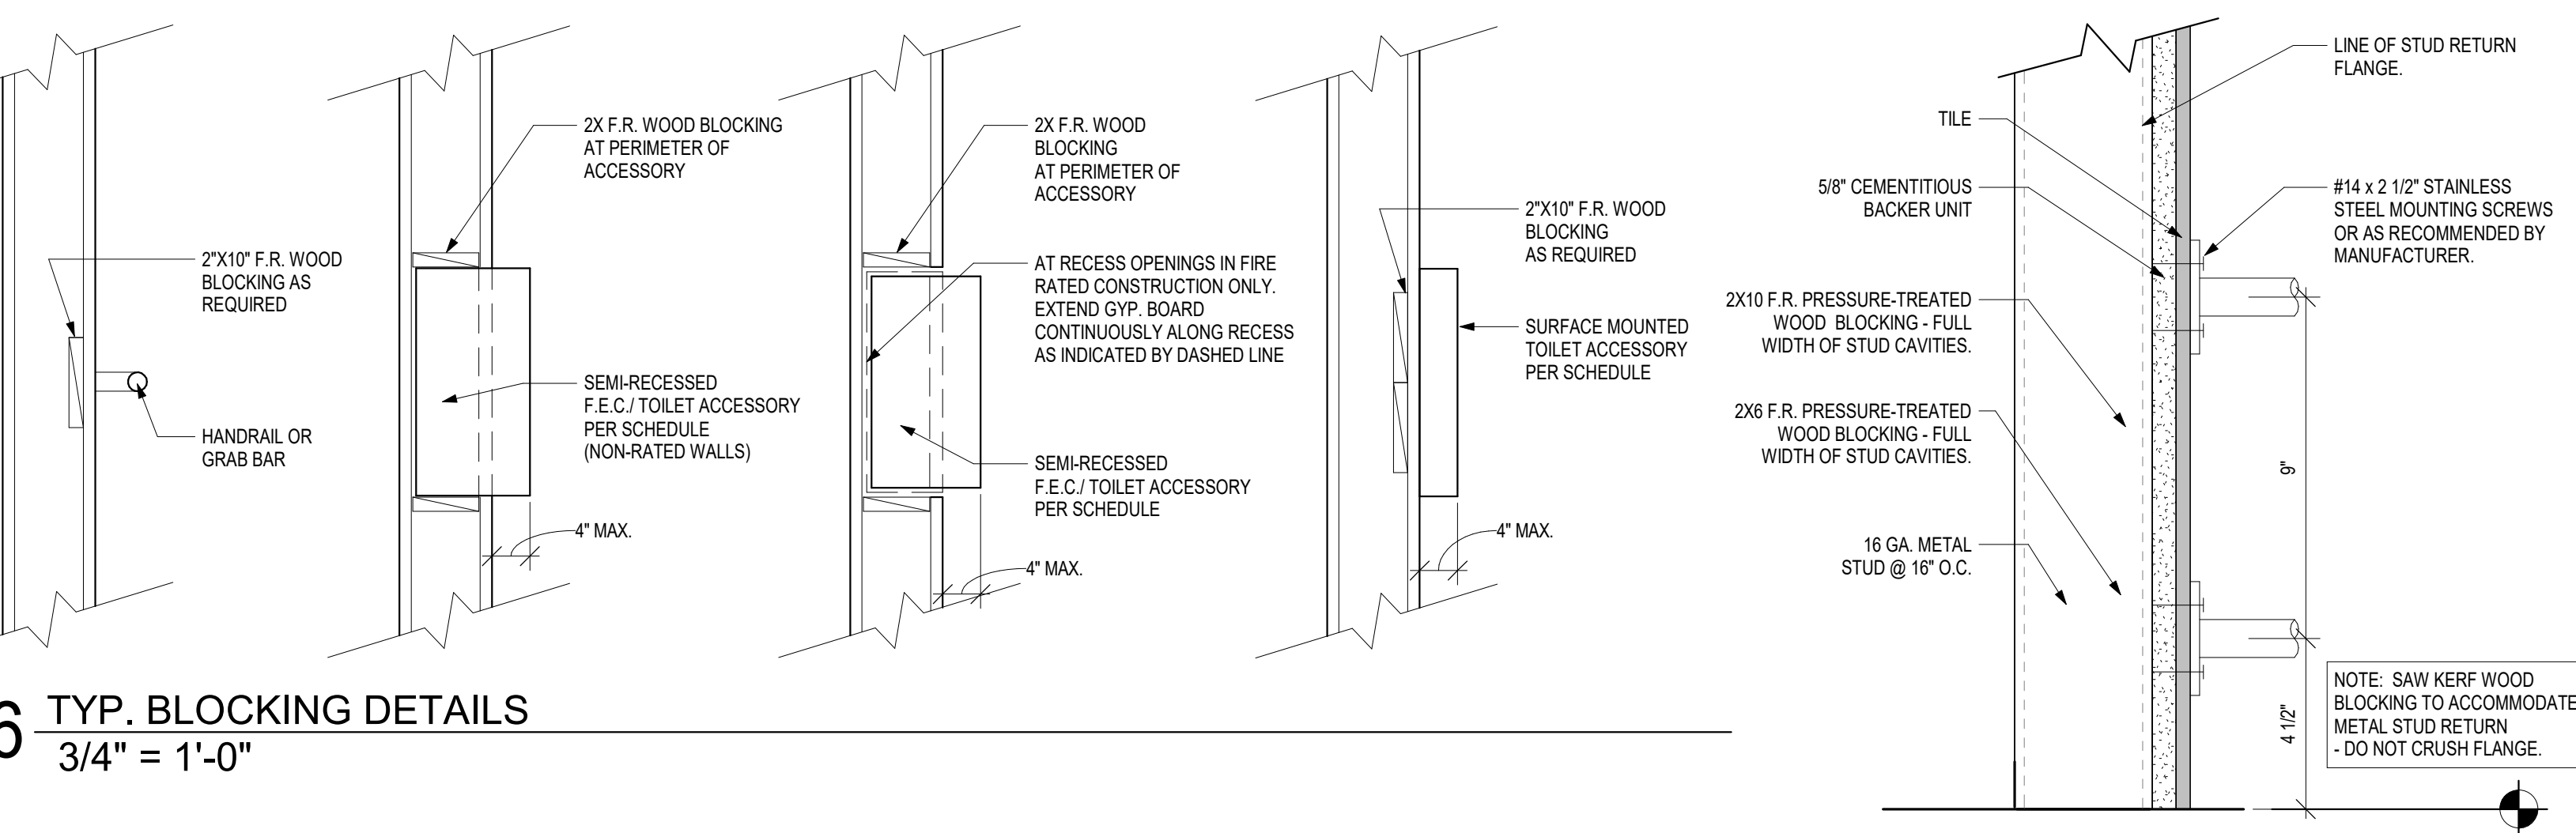 2"X10" F.R. WOOD
BLOCKING AS
REQUIRED
HANDRAIL OR
GRAB BAR
2X F.R. WOOD BLOCKING
AT PERIMETER OF
ACCESSORY
SEMI-RECESSED
F.E.C./ TOILET ACCESSORY
PER SCHEDULE
(NON-RATED WALLS)
4" MAX.
2X F.R. WOOD
BLOCKING
AT PERIMETER OF
ACCESSORY
AT RECESS OPENINGS IN FIRE
RATED CONSTRUCTION ONLY.
EXTEND GYP. BOARD
CONTINUOUSLY ALONG RECESS
AS INDICATED BY DASHED LINE
SEMI-RECESSED
F.E.C./ TOILET ACCESSORY
PER SCHEDULE
4" MAX.
2"X10" F.R. WOOD
BLOCKING
AS REQUIRED
SURFACE MOUNTED
TOILET ACCESSORY
PER SCHEDULE
4" MAX.
6 TYP. BLOCKING DETAILS
3/4" = 1'-0"
TILE
5/8" CEMENTITIOUS
BACKER UNIT
2X10 F.R. PRESSURE-TREATED
WOOD BLOCKING - FULL
WIDTH OF STUD CAVITIES.
2X6 F.R. PRESSURE-TREATED
WOOD BLOCKING - FULL
WIDTH OF STUD CAVITIES.
16 GA. METAL
STUD @ 16" O.C.
LINE OF STUD RETURN
FLANGE.
#14 x 2 1/2" STAINLESS
STEEL MOUNTING SCREWS
OR AS RECOMMENDED BY
MANUFACTURER.
9"
4 1/2"
NOTE: SAW KERF WOOD
BLOCKING TO ACCOMMODATE
METAL STUD RETURN
- DO NOT CRUSH FLANGE.